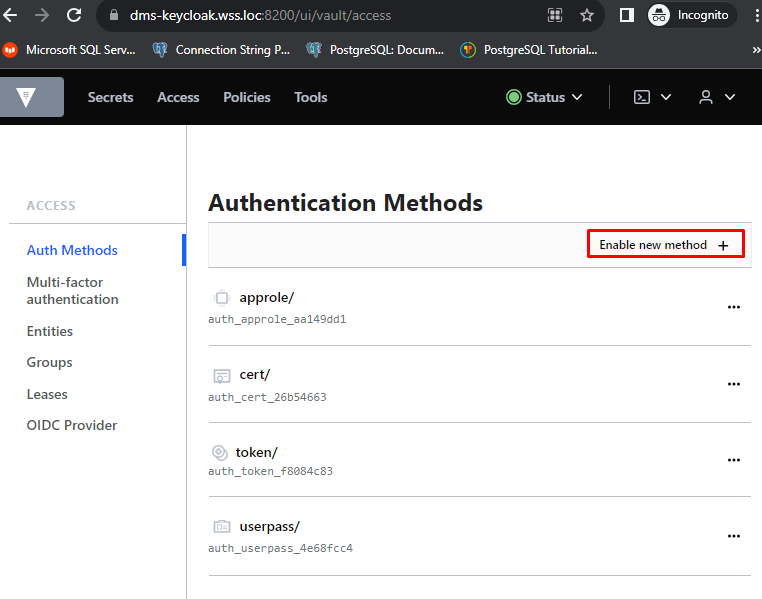 dms-keycloak.wss.loc:8200/ui/vault/access
Incognito
Microsoft SQL Serv... Connection String P... PostgreSQL: Docum... PostgreSQL Tutorial... »
Secrets Access Policies Tools Status
ACCESS
Auth Methods
Multi-factor
authentication
Entities
Groups
Leases
OIDC Provider
Authentication Methods
Enable new method +
approle/
auth_approle_aa149dd1
cert/
auth_cert_26b54663
token/
auth_token_f8084c83
userpass/
auth_userpass_4e68fcc4